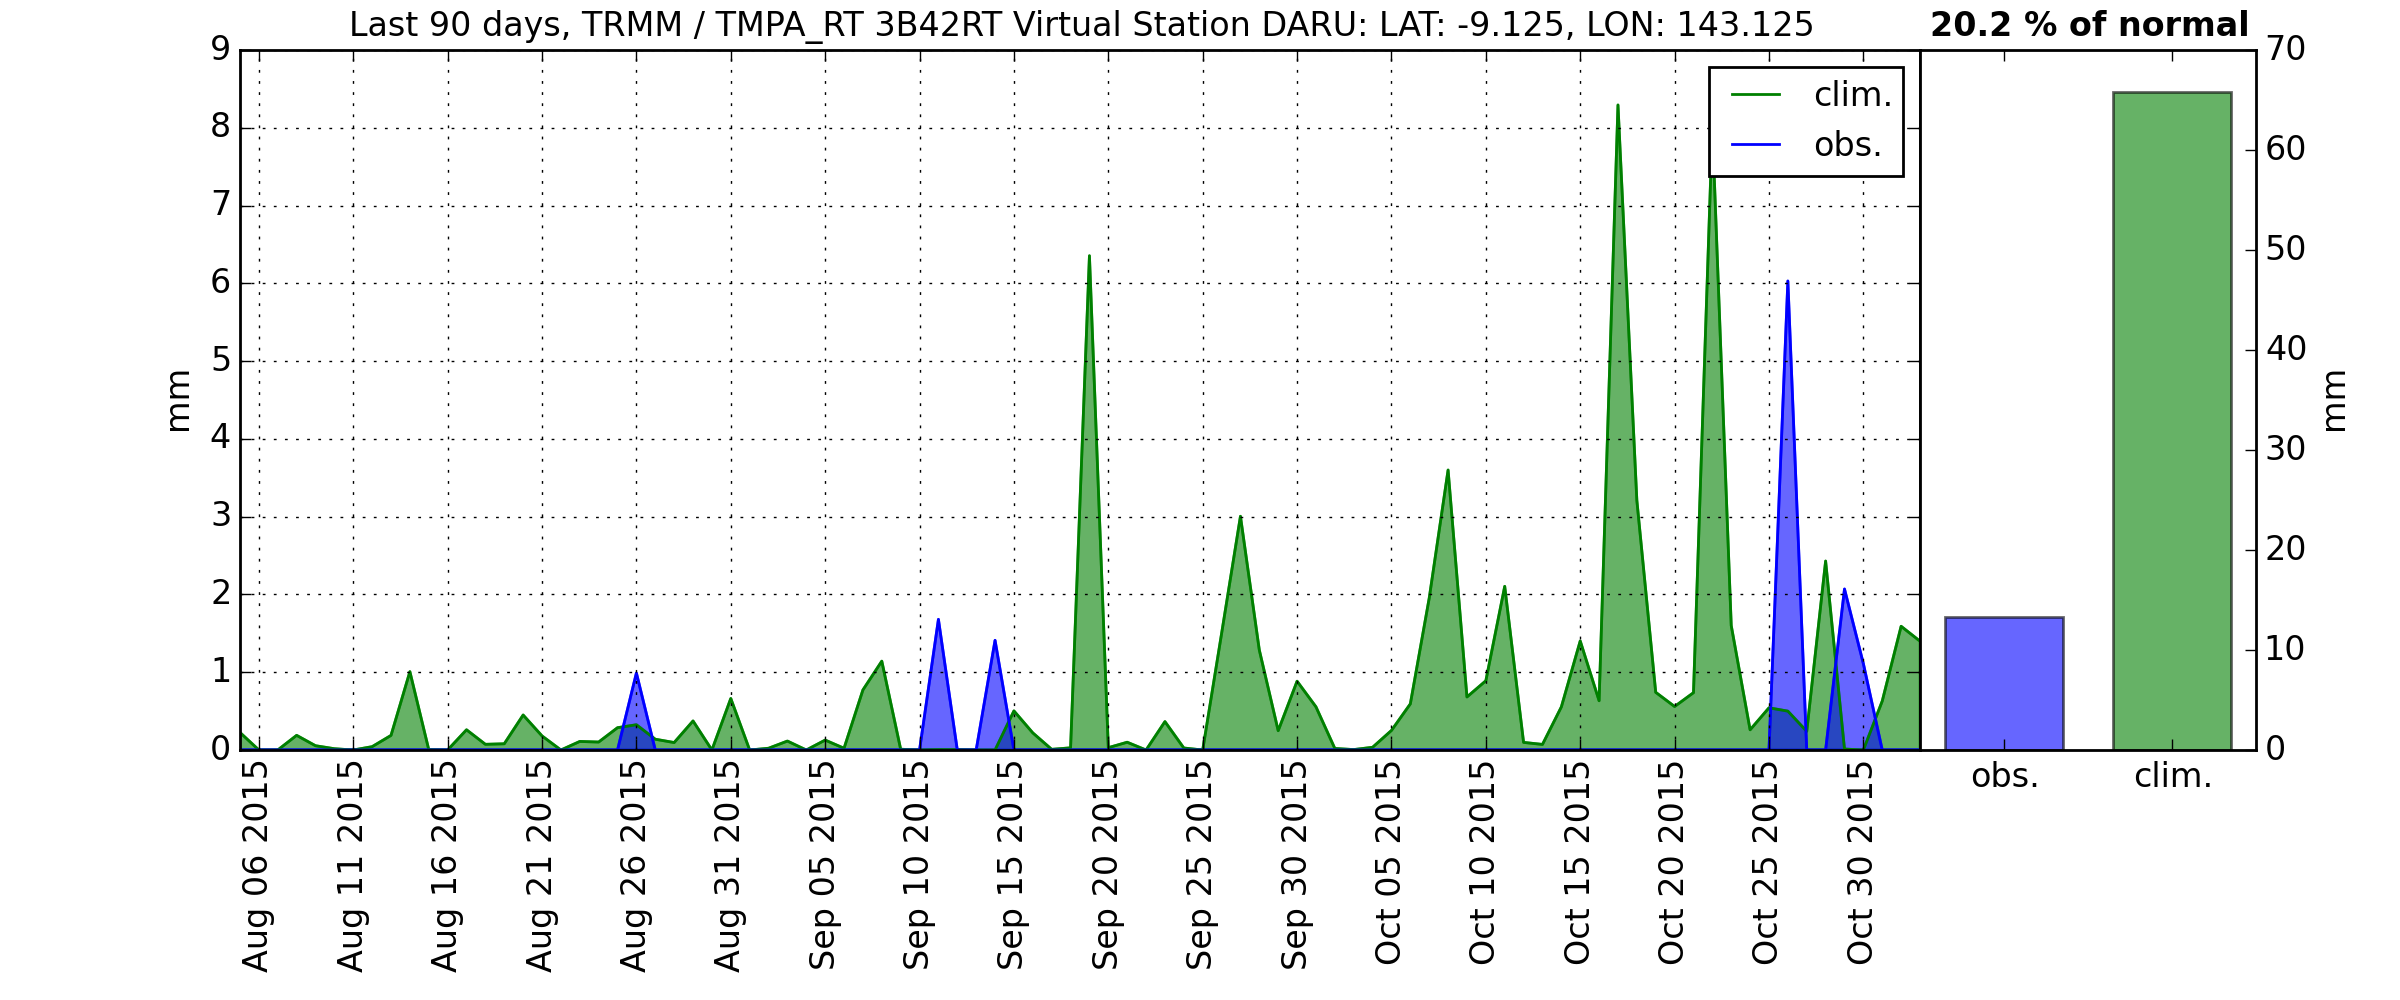 Last 90 days, TRMM / TMPA_RT 3B42RT Virtual Station DARU: LAT: -9.125, LON: 143.125
20.2 % of normal
9
8
7
6
5
4
3
2
1
0
mm
clim.
obs.
70
60
50
40
30
20
10
0
mm
obs.
clim.
Aug 06 2015
Aug 11 2015
Aug 16 2015
Aug 21 2015
Aug 26 2015
Aug 31 2015
Sep 05 2015
Sep 10 2015
Sep 15 2015
Sep 20 2015
Sep 25 2015
Sep 30 2015
Oct 05 2015
Oct 10 2015
Oct 15 2015
Oct 20 2015
Oct 25 2015
Oct 30 2015